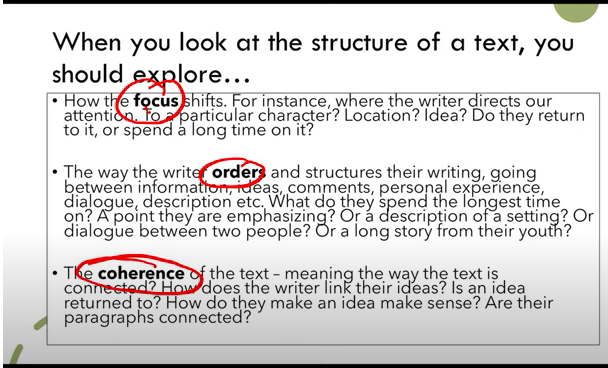 When you look at the structure of a text, you
should explore...
• How the focus shifts. For instance, where the writer directs our
attention. To a particular character? Location? Idea? Do they return
to it, or spend a long time on it?
• The way the writer orders and structures their writing, going
between information, ideas, comments, personal experience,
dialogue, description etc. What do they spend the longest time
on? A point they are emphasizing? Or a description of a setting? Or
dialogue between two people? Or a long story from their youth?
• The coherence of the text – meaning the way the text is
connected? How does the writer link their ideas? Is an idea
returned to? How do they make an idea make sense? Are their
paragraphs connected?